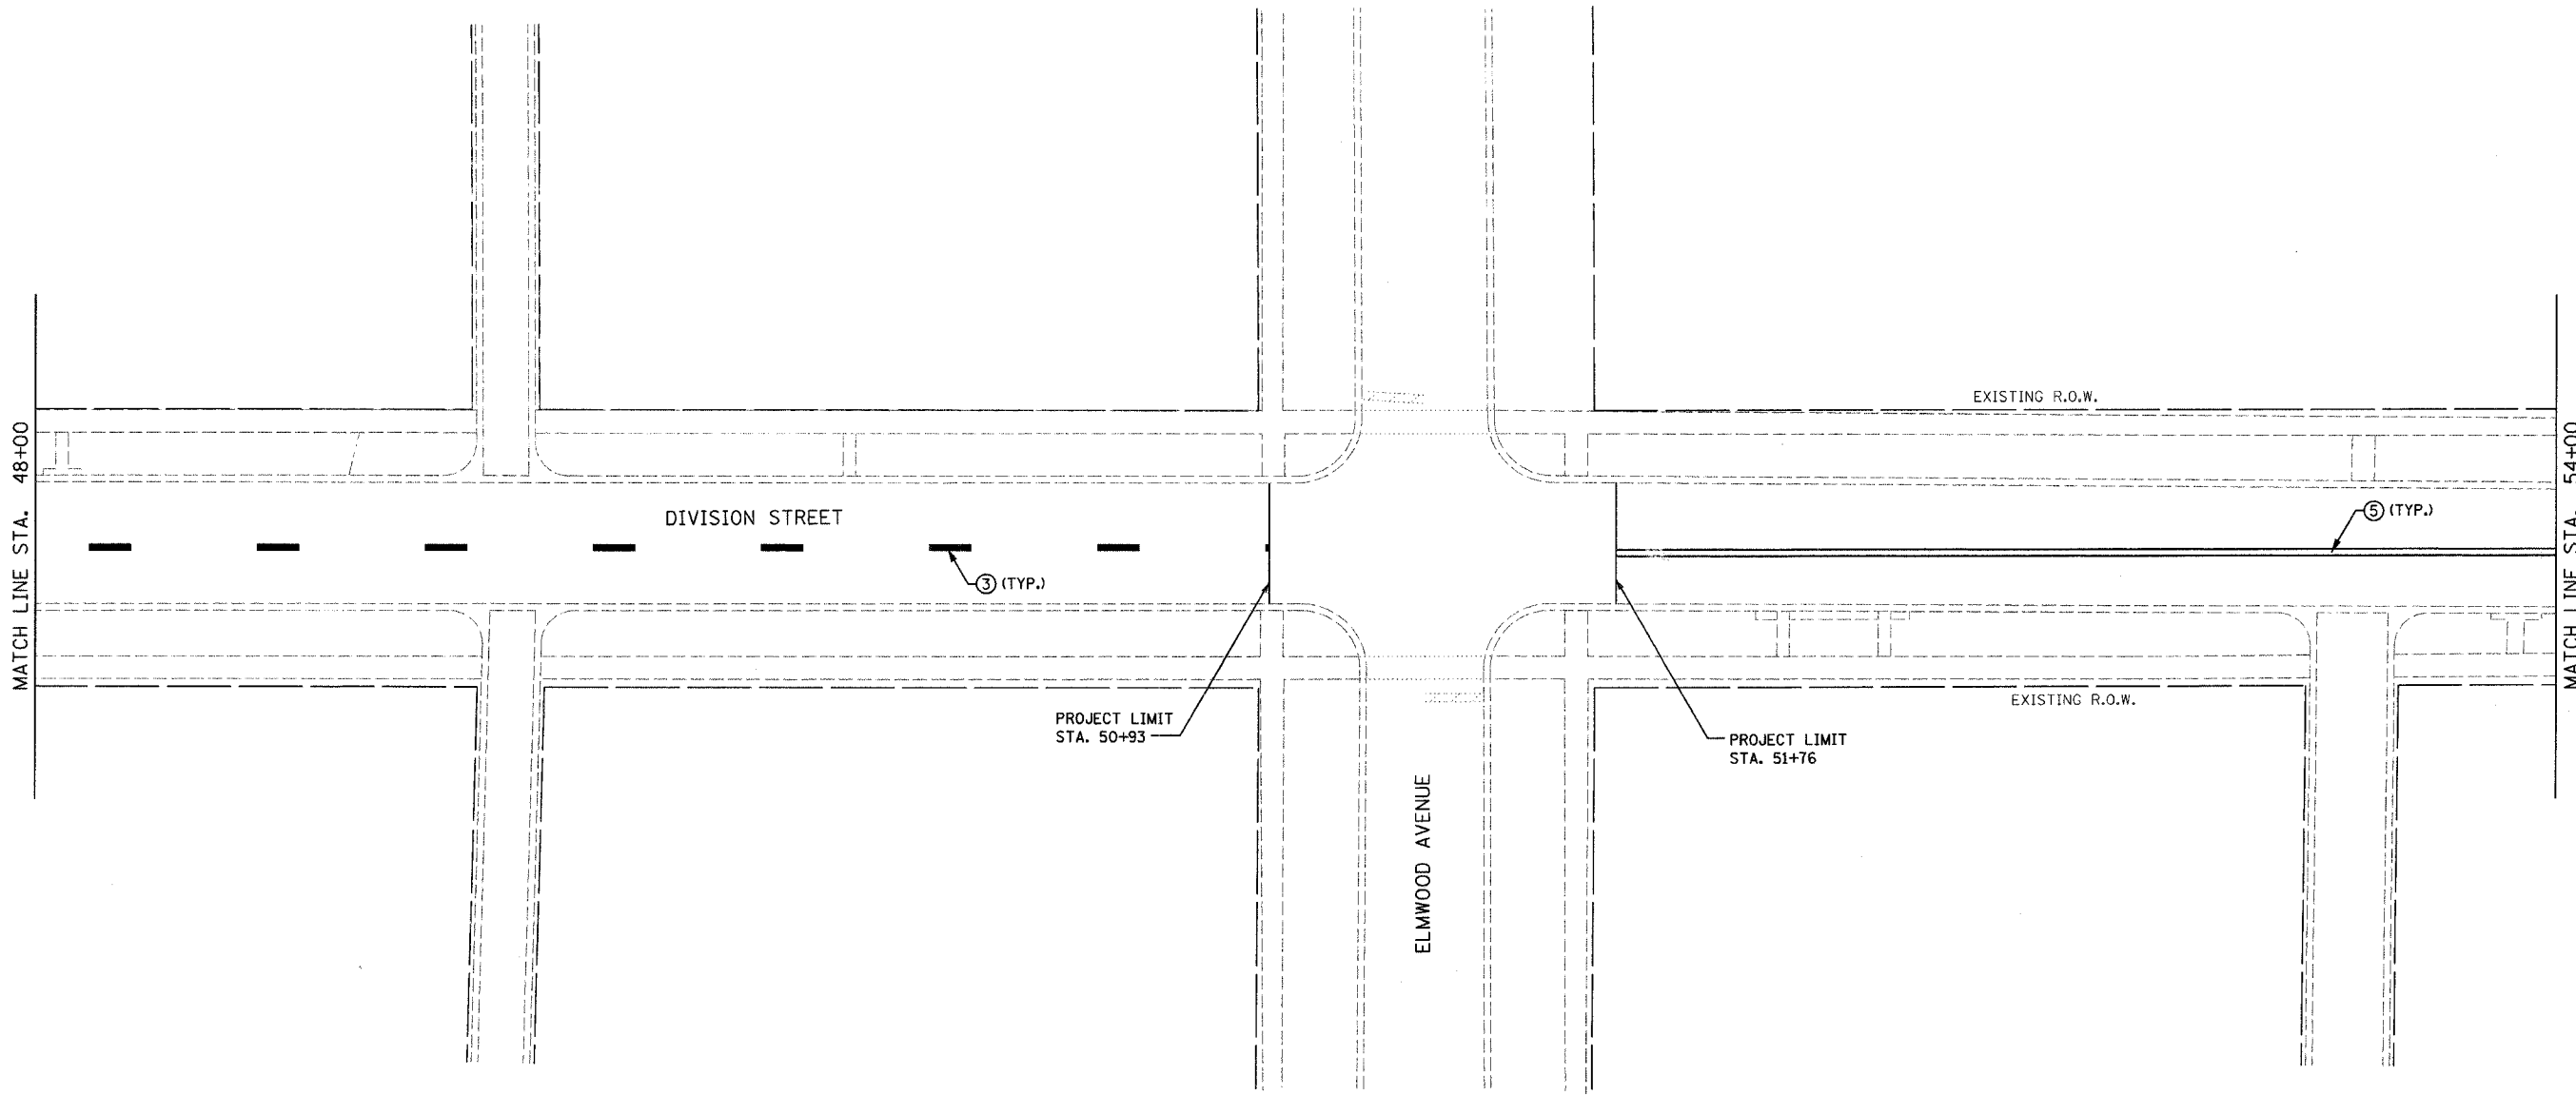 EXISTING R.O.W.
MATCH LINE STA. 48+00
MATCH LINE STA. 54+00
DIVISION STREET
5 (TYP.)
3 (TYP.)
EXISTING R.O.W.
PROJECT LIMIT
STA. 50+93
PROJECT LIMIT
STA. 51+76
ELMWOOD AVENUE